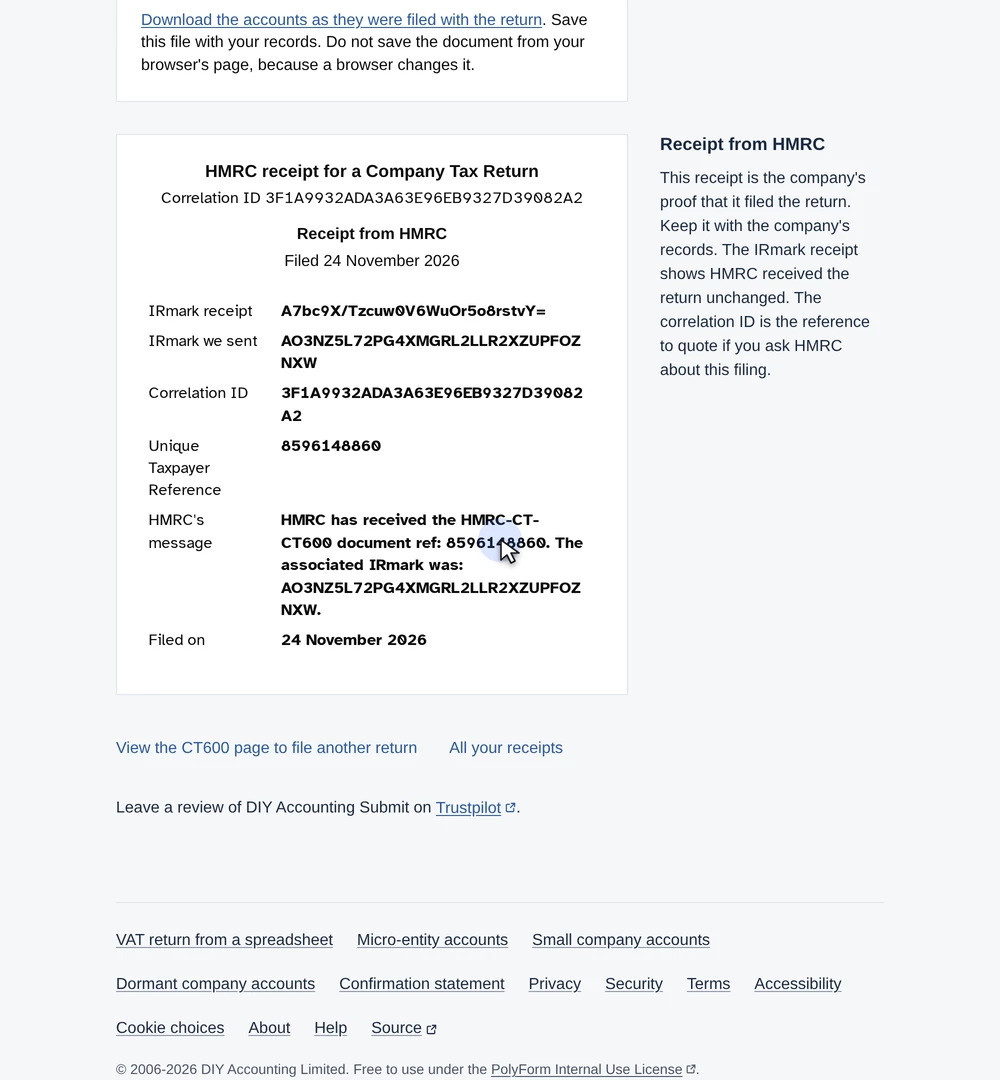 Download the accounts as they were filed with the return. Save
this file with your records. Do not save the document from your
browser's page, because a browser changes it.
HMRC receipt for a Company Tax Return
Correlation ID 3F1A9932ADA3A63E96EB9327D39082A2
Receipt from HMRC
Filed 24 November 2026
IRmark receipt A7bc9X/Tzcuw0V6WuOr5o8rstvY=
IRmark we sent AO3NZ5L72PG4XMGRL2LLR2XZUPFOZ
NXW
Correlation ID 3F1A9932ADA3A63E96EB9327D39082
A2
Unique 8596148860
Taxpayer
Reference
HMRC's HMRC has received the HMRC-CT-
message CT600 document ref: 8596148860. The
associated IRmark was:
AO3NZ5L72PG4XMGRL2LLR2XZUPFOZ
NXW.
Filed on 24 November 2026
Receipt from HMRC
This receipt is the company's
proof that it filed the return.
Keep it with the company's
records. The IRmark receipt
shows HMRC received the
return unchanged. The
correlation ID is the reference
to quote if you ask HMRC
about this filing.
View the CT600 page to file another return All your receipts
Leave a review of DIY Accounting Submit on Trustpilot.
VAT return from a spreadsheet Micro-entity accounts Small company accounts
Dormant company accounts Confirmation statement Privacy Security Terms Accessibility
Cookie choices About Help Source
© 2006-2026 DIY Accounting Limited. Free to use under the PolyForm Internal Use License.